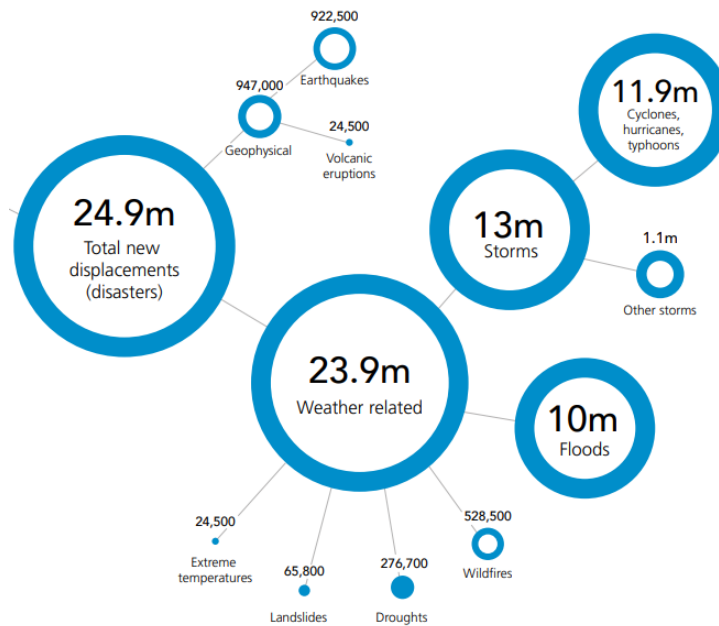 922,500
Earthquakes
947,000
Geophysical
24,500
Volcanic
eruptions
24.9m
Total new
displacements
(disasters)
11.9m
Cyclones,
hurricanes,
typhoons
13m
Storms
1.1m
Other storms
23.9m
Weather related
10m
Floods
24,500
Extreme
temperatures
65,800
Landslides
276,700
Droughts
528,500
Wildfires